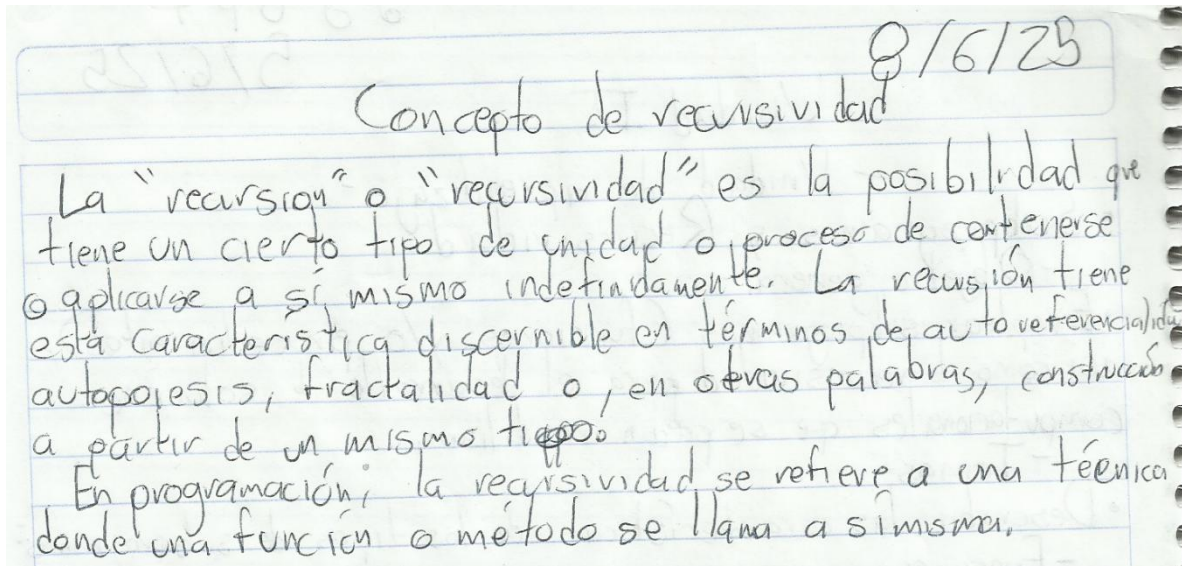 8/6/25
Concepto de recursividad
La "recursion" o "recursividad" es la posibilidad que
tiene un cierto tipo de unidad o proceso de contenerse
o aplicarse a sí mismo indefindamente. La recusión tiene
esta característica discernible en términos de autoreferencialidad
autopoiesis, fractalidad o, en otras palabras, construcción
a partir de un mismo tipo.
En programación, la recursividad se refiere a una técnica
donde una función o método se llama a sí misma.